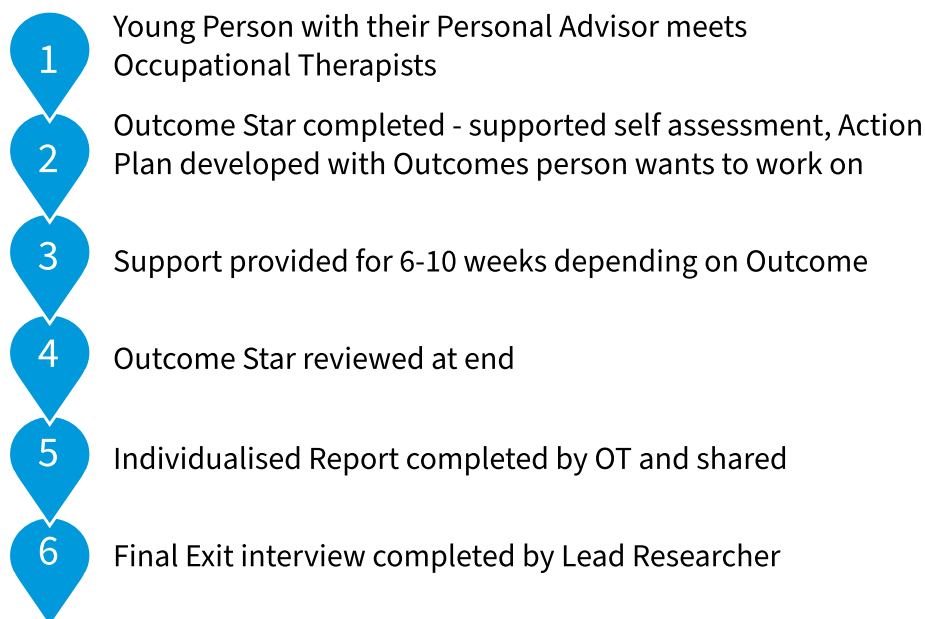 1
Young Person with their Personal Advisor meets
Occupational Therapists
2
Outcome Star completed - supported self assessment, Action
Plan developed with Outcomes person wants to work on
3
Support provided for 6-10 weeks depending on Outcome
4
Outcome Star reviewed at end
5
Individualised Report completed by OT and shared
6
Final Exit interview completed by Lead Researcher